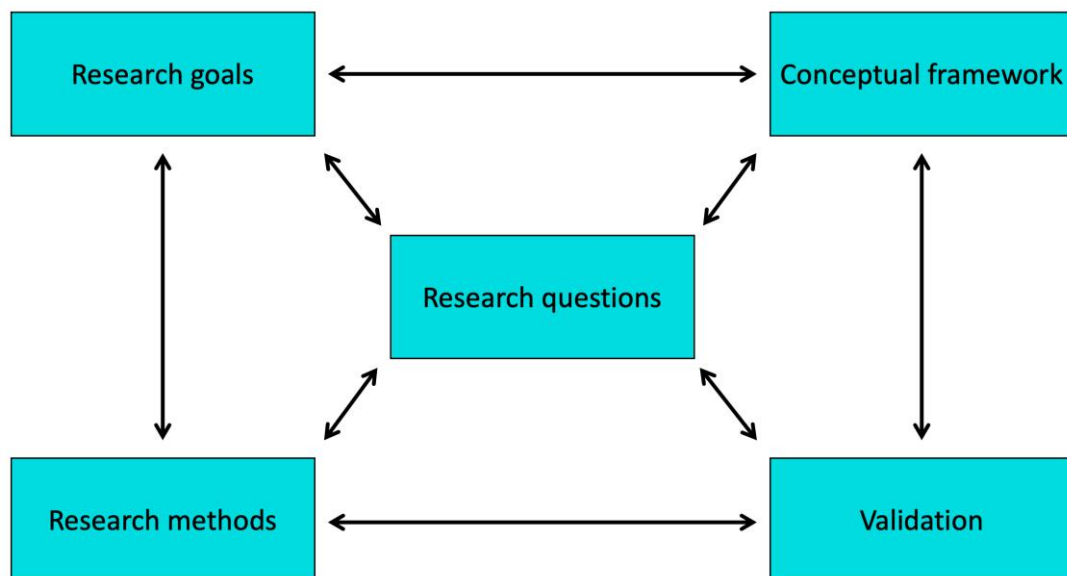 Research goals
Conceptual framework
Research questions
Research methods
Validation